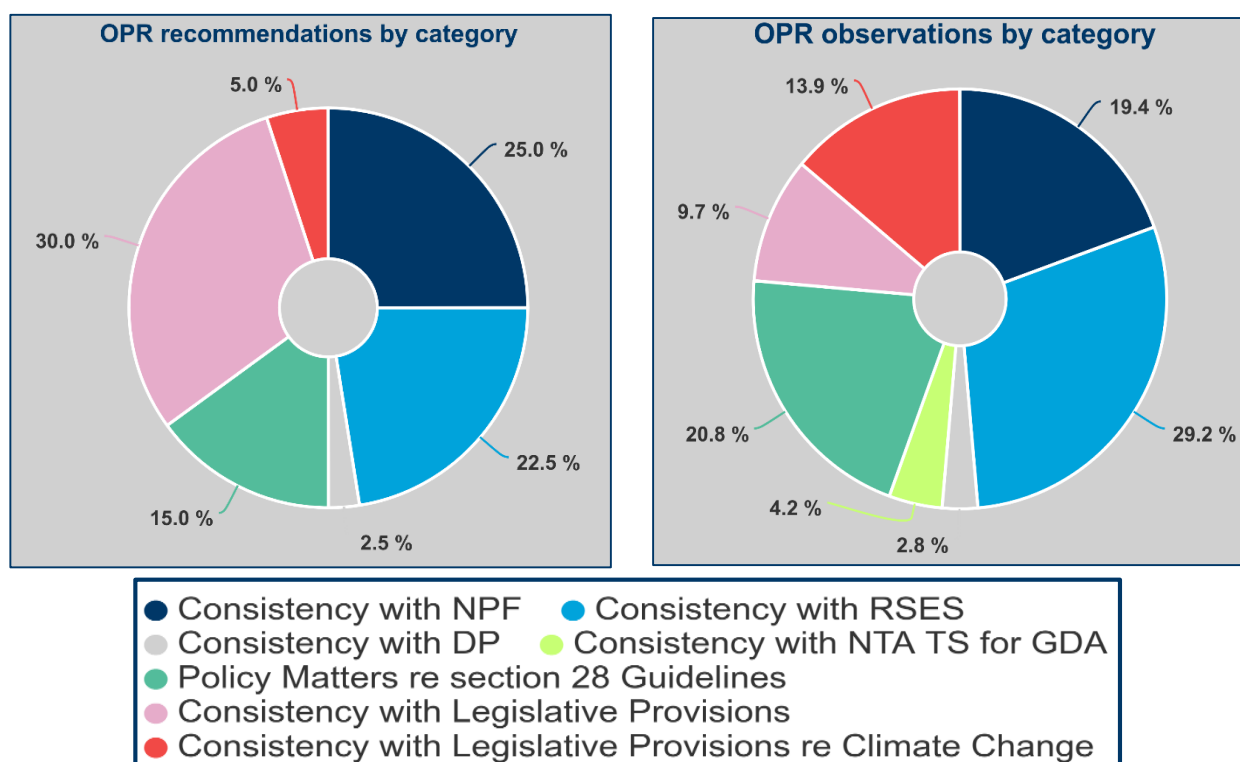 OPR recommendations by category
5.0 %
25.0 %
30.0 %
22.5 %
15.0 %
2.5 %
OPR observations by category
13.9 %
19.4 %
9.7 %
29.2 %
20.8 %
4.2 %
2.8 %
Consistency with NPF Consistency with RSES
Consistency with DP Consistency with NTA TS for GDA
Policy Matters re section 28 Guidelines
Consistency with Legislative Provisions
Consistency with Legislative Provisions re Climate Change